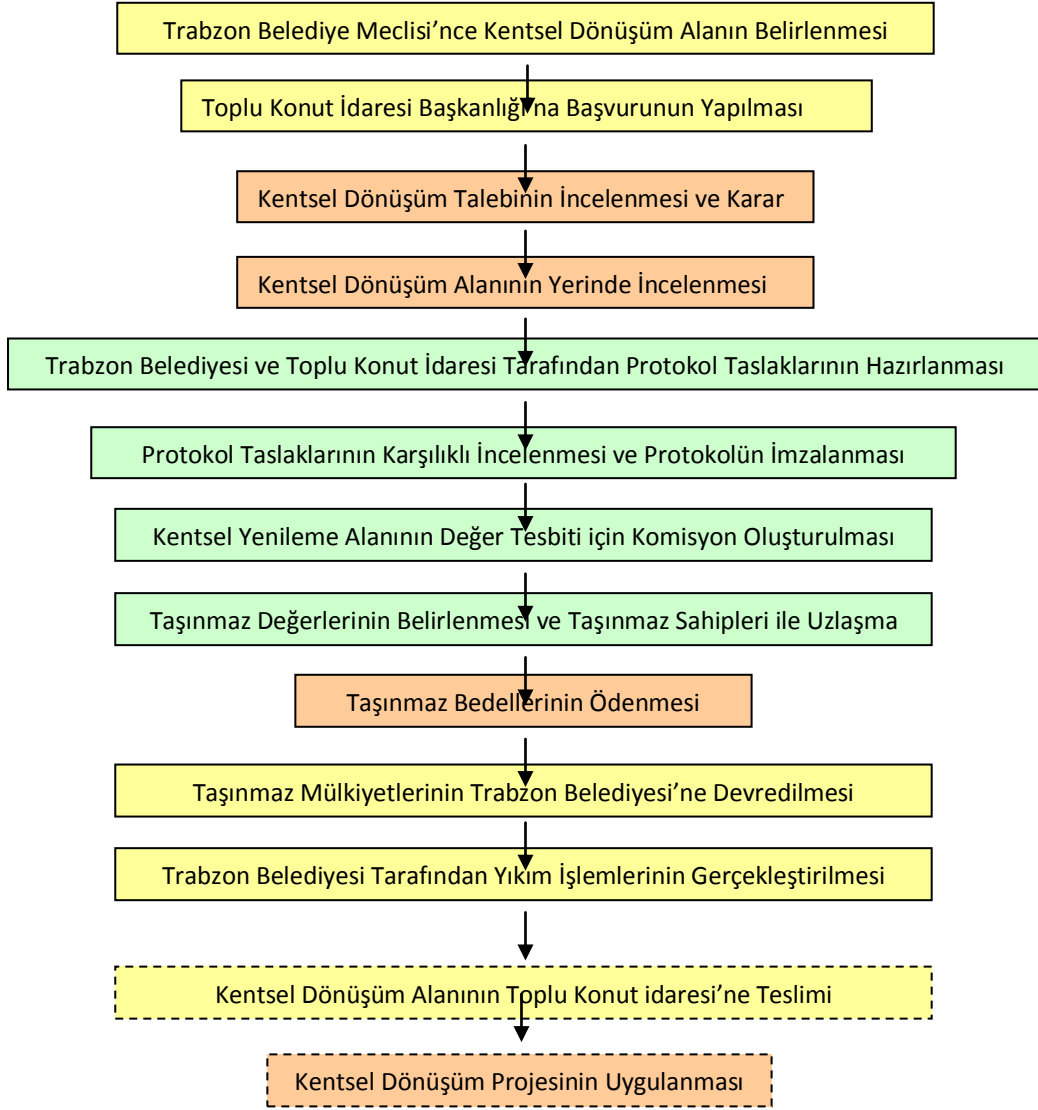 Trabzon Belediye Meclisi’nce Kentsel Dönüşüm Alanın Belirlenmesi
Toplu Konut İdaresi Başkanlığı’na Başvurunun Yapılması
Kentsel Dönüşüm Talebinin İncelenmesi ve Karar
Kentsel Dönüşüm Alanının Yerinde İncelenmesi
Trabzon Belediyesi ve Toplu Konut İdaresi Tarafından Protokol Taslaklarının Hazırlanması
Protokol Taslaklarının Karşılıklı İncelenmesi ve Protokolün İmzalanması
Kentsel Yenileme Alanının Değer Tesbiti için Komisyon Oluşturulması
Taşınmaz Değerlerinin Belirlenmesi ve Taşınmaz Sahipleri ile Uzlaşma
Taşınmaz Bedellerinin Ödenmesi
Taşınmaz Mülkiyetlerinin Trabzon Belediyesi’ne Devredilmesi
Trabzon Belediyesi Tarafından Yıkım İşlemlerinin Gerçekleştirilmesi
Kentsel Dönüşüm Alanının Toplu Konut idaresi’ne Teslimi
Kentsel Dönüşüm Projesinin Uygulanması